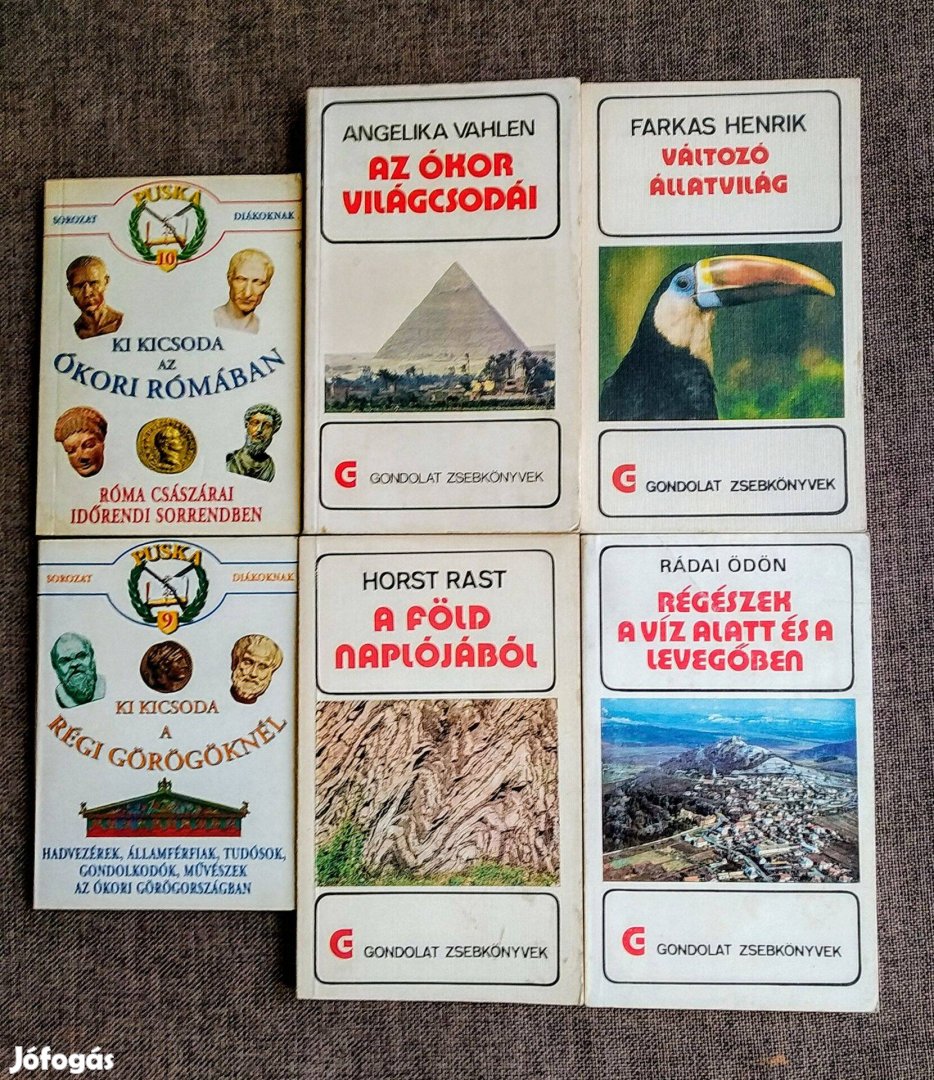 SOROZAT
PUSKA
DIÁKOKNAK
10
KI KICSODA
AZ
ÓKORI RÓMÁBAN
RÓMA CSÁSZÁRAI
IDŐRENDI SORRENDBEN
ANGELIKA VAHLEN
AZ ÓKOR
VILÁGCSODÁI
G GONDOLAT ZSEBKÖNYVEK
FARKAS HENRIK
VÁLTOZÓ
ÁLLATVILÁG
G GONDOLAT ZSEBKÖNYVEK
SOROZAT
PUSKA
DIÁKOKNAK
9
KI KICSODA
A
RÉGI GÖRÖGÖKNÉL
HADVEZÉREK, ÁLLAMFÉRFIAK, TUDÓSOK,
GONDOLKODÓK, MŰVÉSZEK
AZ ÓKORI GÖRÖGORSZÁGBAN
HORST RAST
A FÖLD
NAPLÓJÁBÓL
G GONDOLAT ZSEBKÖNYVEK
RÁDAI ÖDÖN
RÉGÉSZEK
A VÍZ ALATT ÉS A
LEVEGŐBEN
G GONDOLAT ZSEBKÖNYVEK
Jófogás